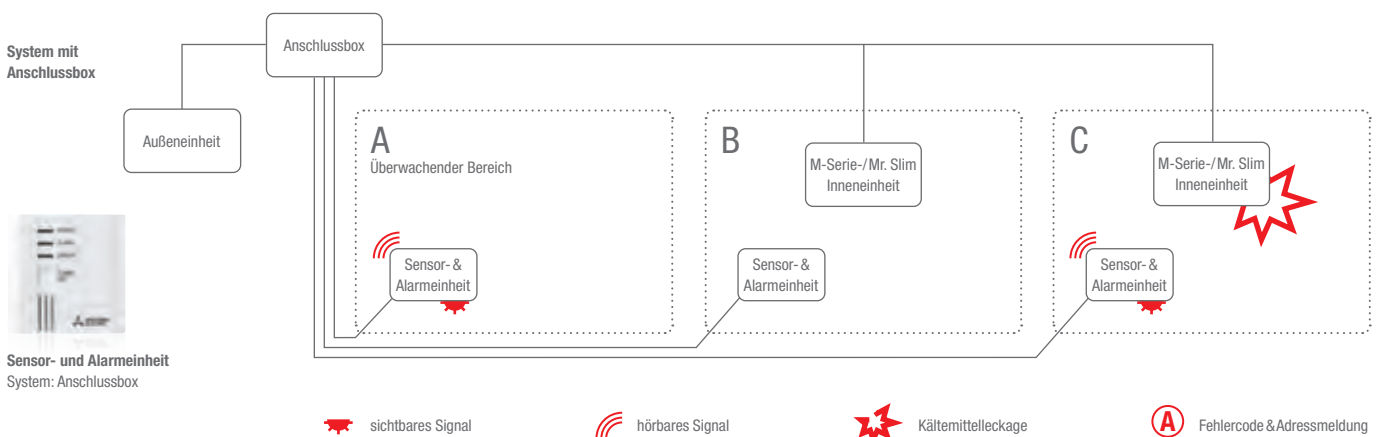 System mit
Anschlussbox
Anschlussbox
Außeneinheit
A
Überwachender Bereich
B
M-Serie-/Mr. Slim
Inneneinheit
C
M-Serie-/Mr. Slim
Inneneinheit
Sensor- &
Alarmeinheit
Sensor- &
Alarmeinheit
Sensor- &
Alarmeinheit
Sensor- und Alarmeinheit
System: Anschlussbox
sichtbares Signal
hörbares Signal
Kältemittelleckage
A Fehlercode & Adressmeldung